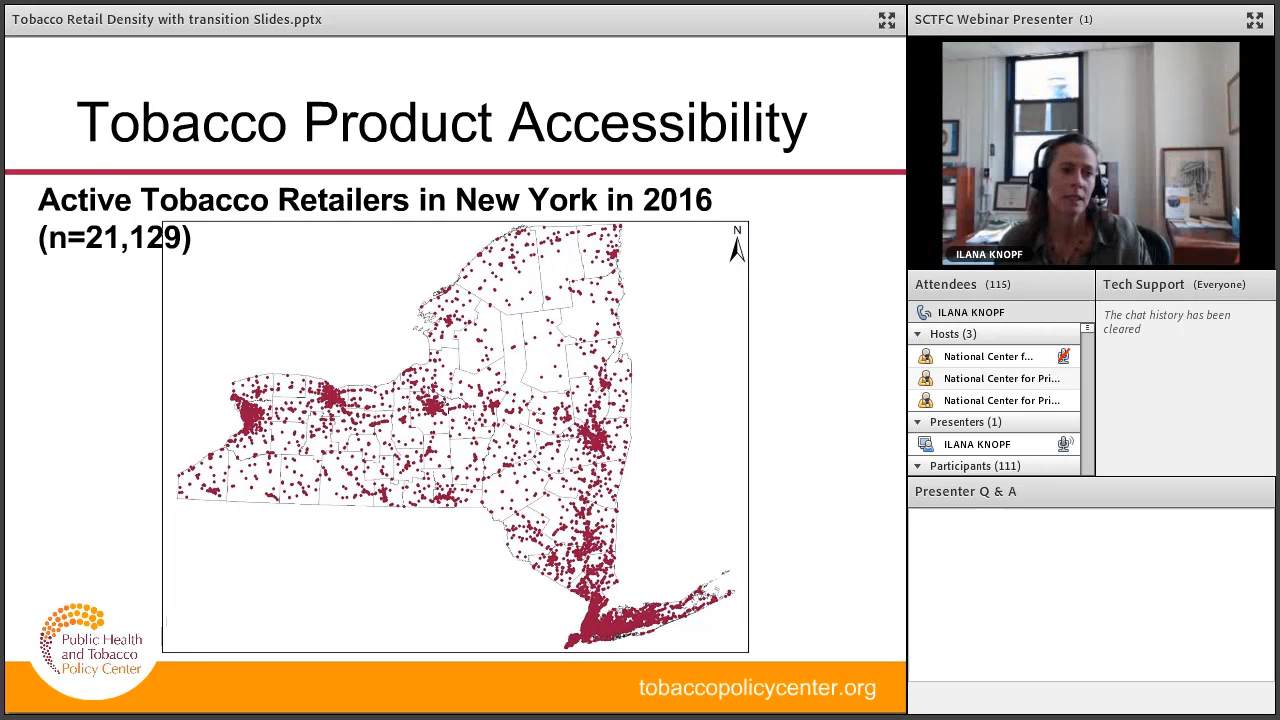 Tobacco Retail Density with transition Slides.pptx
Tobacco Product Accessibility
Active Tobacco Retailers in New York in 2016
(n=21,129)
N
Public Health
and Tobacco
Policy Center
tobaccopolicycenter.org
SCTFC Webinar Presenter (1)
ILANA KNOPF
Attendees (115)
ILANA KNOPF
Hosts (3)
National Center f...
National Center for Pri...
National Center for Pri...
Presenters (1)
ILANA KNOPF
Participants (111)
Tech Support (Everyone)
The chat history has been
cleared
Presenter Q & A